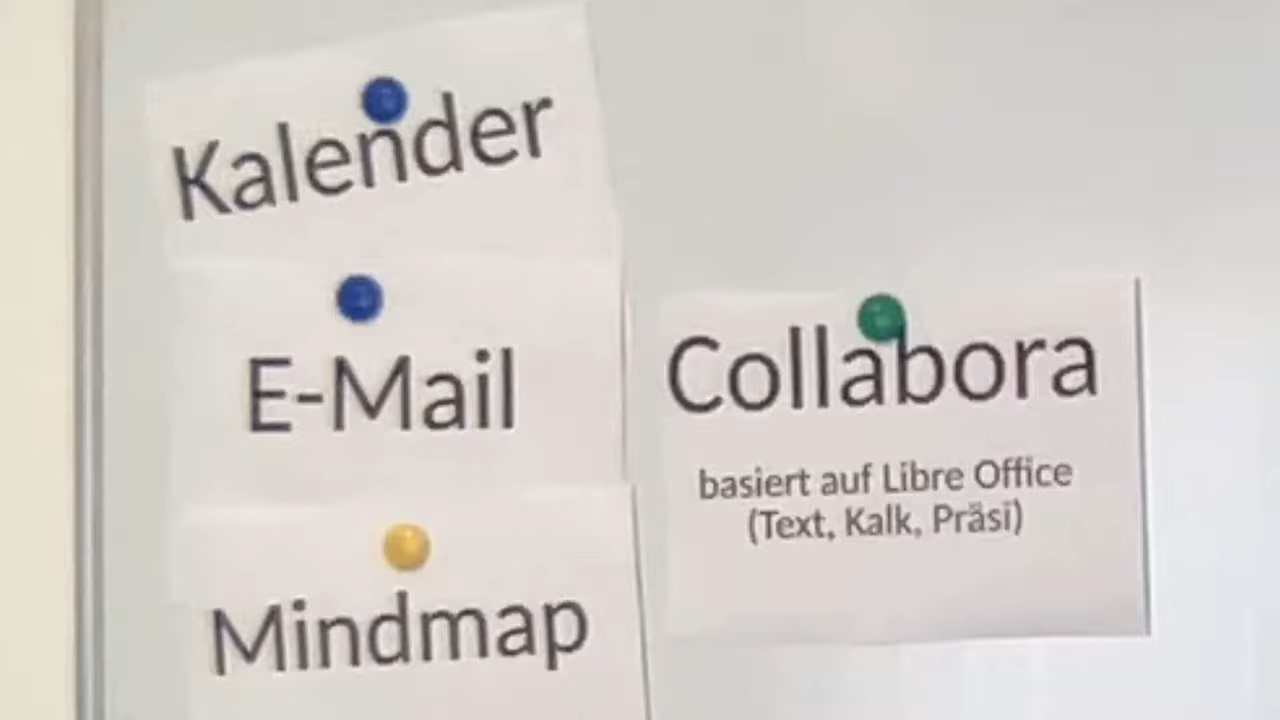 Kalender
E-Mail
Mindmap
Collabora
basiert auf Libre Office
(Text, Kalk, Präsi)